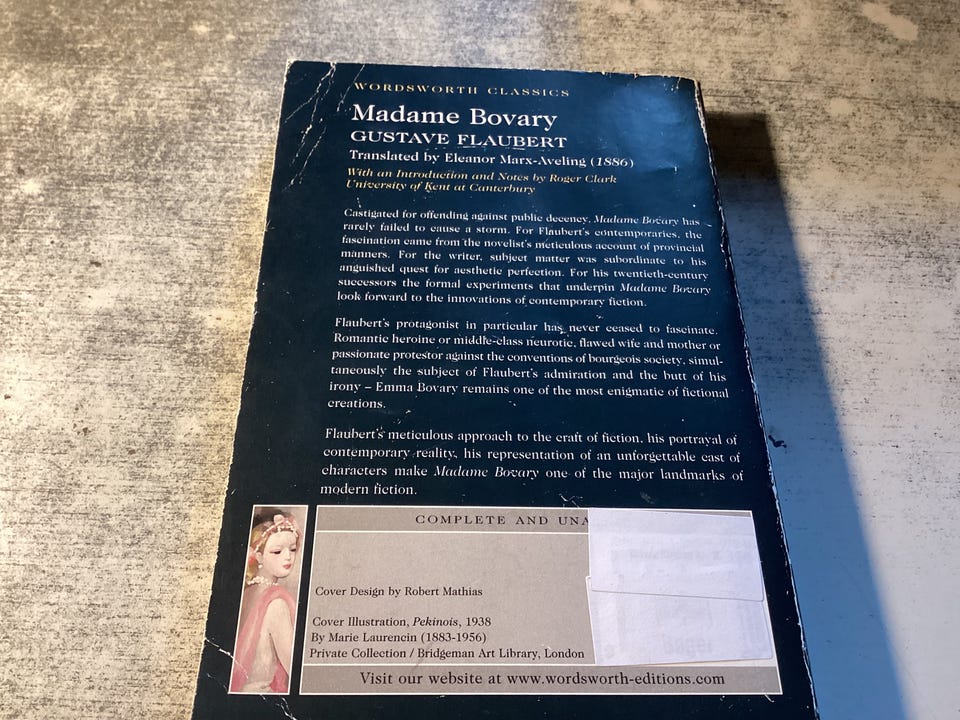 WORDSWORTH CLASSICS
Madame Bovary
GUSTAVE FLAUBERT
Translated by Eleanor Marx-Aveling (1886)
With an Introduction and Notes by Roger Clark
University of Kent at Canterbury
Castigated for offending against public decency, Madame Bovary has
rarely failed to cause a storm. For Flaubert's contemporaries, the
fascination came from the novelist's meticulous account of provincial
manners. For the writer, subject matter was subordinate to his
anguished quest for aesthetic perfection. For his twentieth-century
successors the formal experiments that underpin Madame Bovary
look forward to the innovations of contemporary fiction.
Flaubert's protagonist in particular has never ceased to fascinate.
Romantic heroine or middle-class neurotic, flawed wife and mother or
passionate protestor against the conventions of bourgeois society, simul-
taneously the subject of Flaubert's admiration and the butt of his
irony – Emma Bovary remains one of the most enigmatic of fictional
creations.
Flaubert's meticulous approach to the craft of fiction, his portrayal of
contemporary reality, his representation of an unforgettable cast of
characters make Madame Bovary one of the major landmarks of
modern fiction.
COMPLETE AND UNA
Cover Design by Robert Mathias
Cover Illustration, Pekinois, 1938
By Marie Laurencin (1883-1956)
Private Collection / Bridgeman Art Library, London
Visit our website at www.wordsworth-editions.com